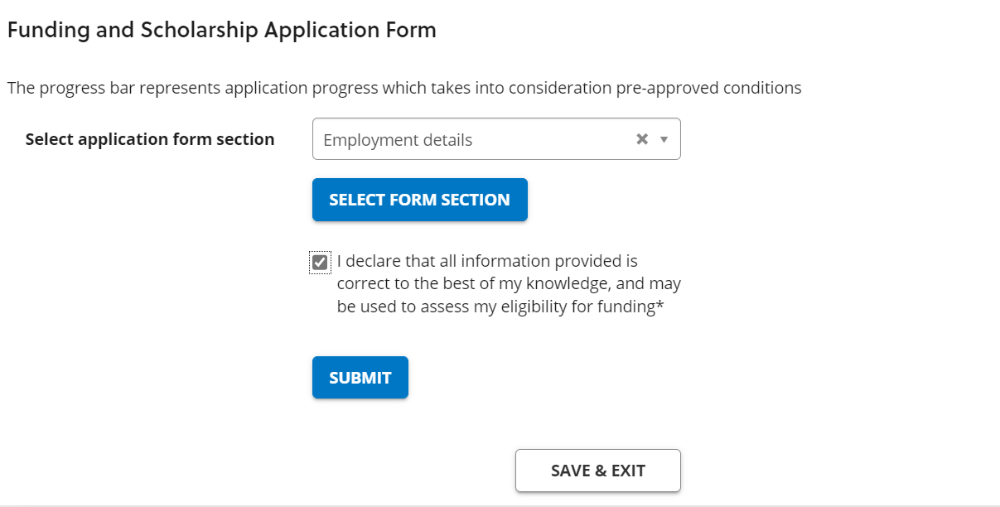 Funding and Scholarship Application Form
The progress bar represents application progress which takes into consideration pre-approved conditions
Select application form section
Employment details
SELECT FORM SECTION
I declare that all information provided is
correct to the best of my knowledge, and may
be used to assess my eligibility for funding*
SUBMIT
SAVE & EXIT